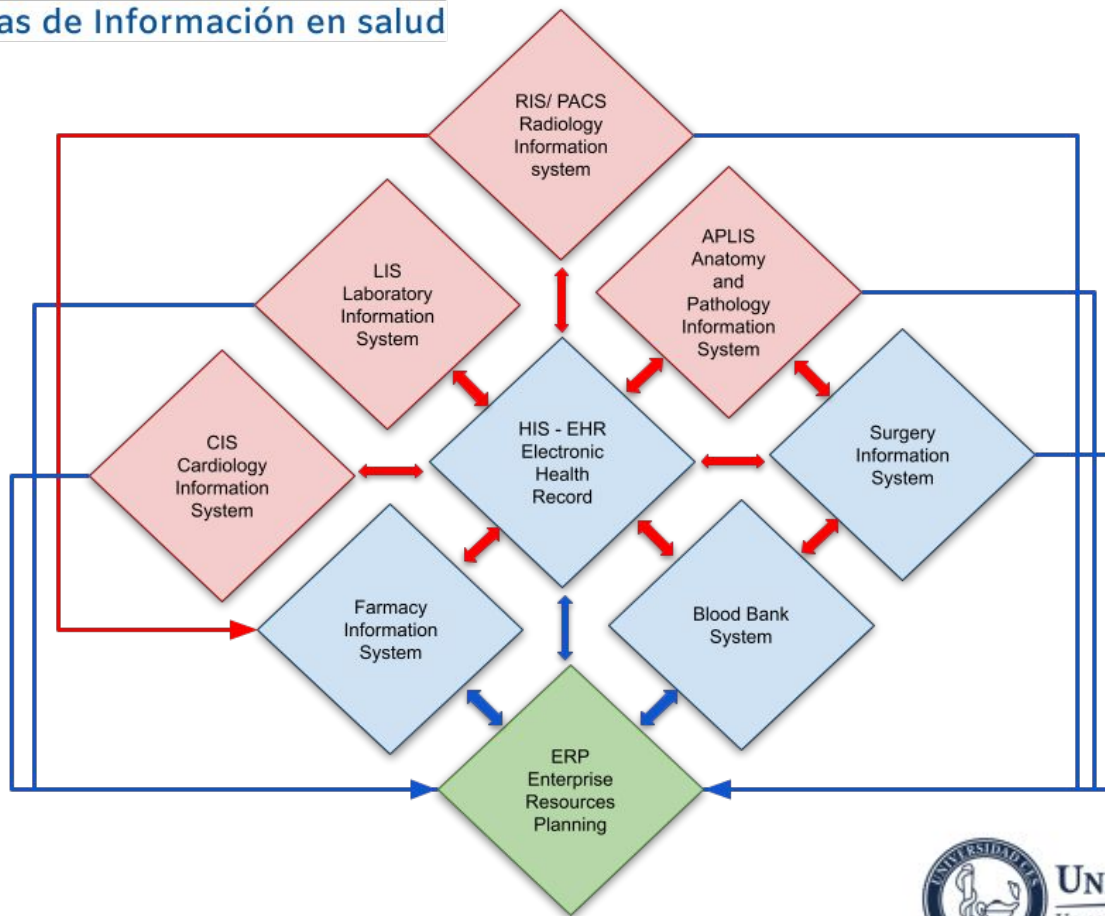 as de Información en salud
RIS/ PACS
Radiology
Information
system
LIS
Laboratory
Information
System
APLIS
Anatomy
and
Pathology
Information
System
CIS
Cardiology
Information
System
HIS - EHR
Electronic
Health
Record
Surgery
Information
System
Farmacy
Information
System
Blood Bank
System
ERP
Enterprise
Resources
Planning
UNIVERSIDAD CES
UN